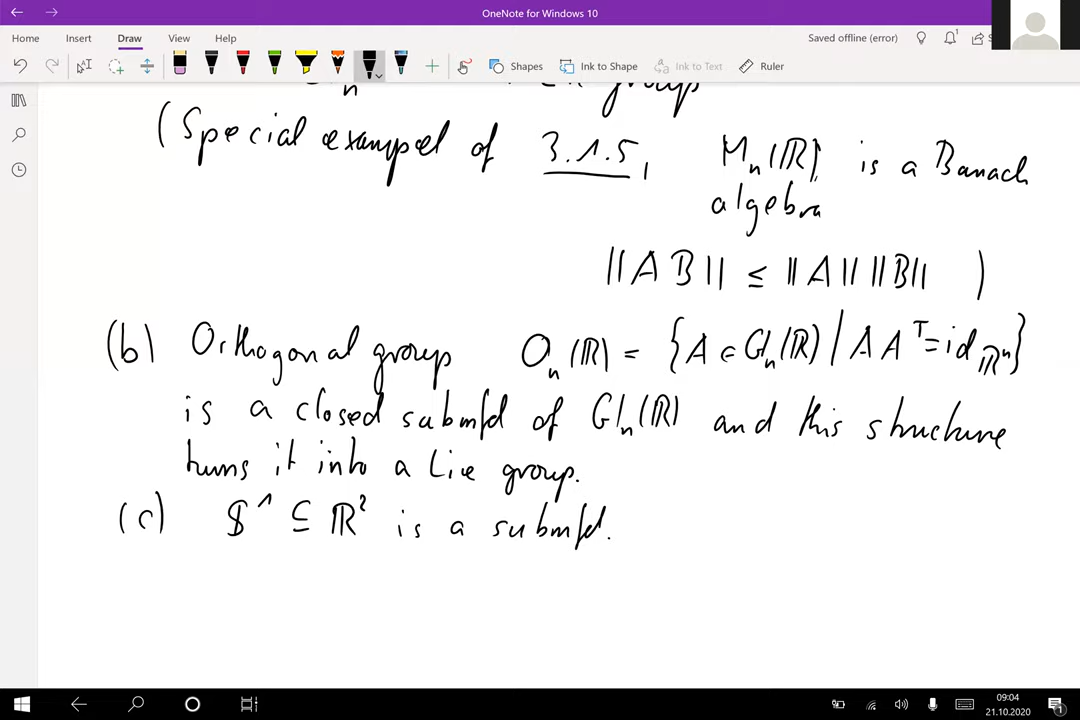 OneNote for Windows 10
Home Insert Draw View Help
Saved offline (error)
Shapes Ink to Shape Ink to Text Ruler
n groups
(Special exampel of 3.1.5, Mₙ(ℝ) is a Banach
algebra
||AB|| ≤ ||A|| ||B|| )
(b) Orthogonal group Oₙ(ℝ) = {A ∈ Glₙ(ℝ) | AAᵀ = id_ℝⁿ}
is a closed submfd of Glₙ(ℝ) and this structure
turns it into a Lie group.
(c) 𝕊¹ ⊆ ℝ² is a submfd.
09:04
21.10.2020